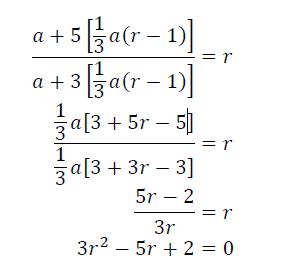 a + 5 [1/3 a(r − 1)] / a + 3 [1/3 a(r − 1)] = r
1/3 a[3 + 5r − 5] / 1/3 a[3 + 3r − 3] = r
5r − 2 / 3r = r
3r² − 5r + 2 = 0